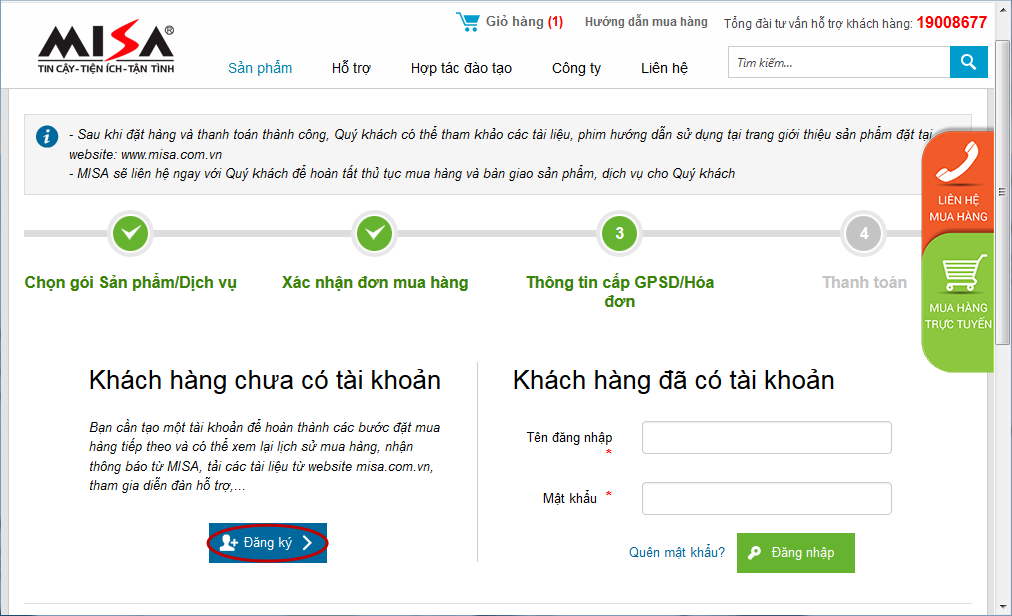 MISA®
TIN CẬY-TIỆN ÍCH-TẬN TÌNH
Giỏ hàng (1) Hướng dẫn mua hàng Tổng đài tư vấn hỗ trợ khách hàng: 19008677
Sản phẩm Hỗ trợ Hợp tác đào tạo Công ty Liên hệ
Tìm kiếm...
- Sau khi đặt hàng và thanh toán thành công, Quý khách có thể tham khảo các tài liệu, phim hướng dẫn sử dụng tại trang giới thiệu sản phẩm đặt tại
website: www.misa.com.vn
- MISA sẽ liên hệ ngay với Quý khách để hoàn tất thủ tục mua hàng và bàn giao sản phẩm, dịch vụ cho Quý khách
LIÊN HỆ
MUA HÀNG
MUA HÀNG
TRỰC TUYẾN
3
4
Chọn gói Sản phẩm/Dịch vụ
Xác nhận đơn mua hàng
Thông tin cấp GPSD/Hóa
đơn
Thanh toán
Khách hàng chưa có tài khoản
Bạn cần tạo một tài khoản để hoàn thành các bước đặt mua
hàng tiếp theo và có thể xem lại lịch sử mua hàng, nhận
thông báo từ MISA, tải các tài liệu từ website misa.com.vn,
tham gia diễn đàn hỗ trợ,...
Đăng ký
Khách hàng đã có tài khoản
Tên đăng nhập
*
Mật khẩu *
Quên mật khẩu?
Đăng nhập